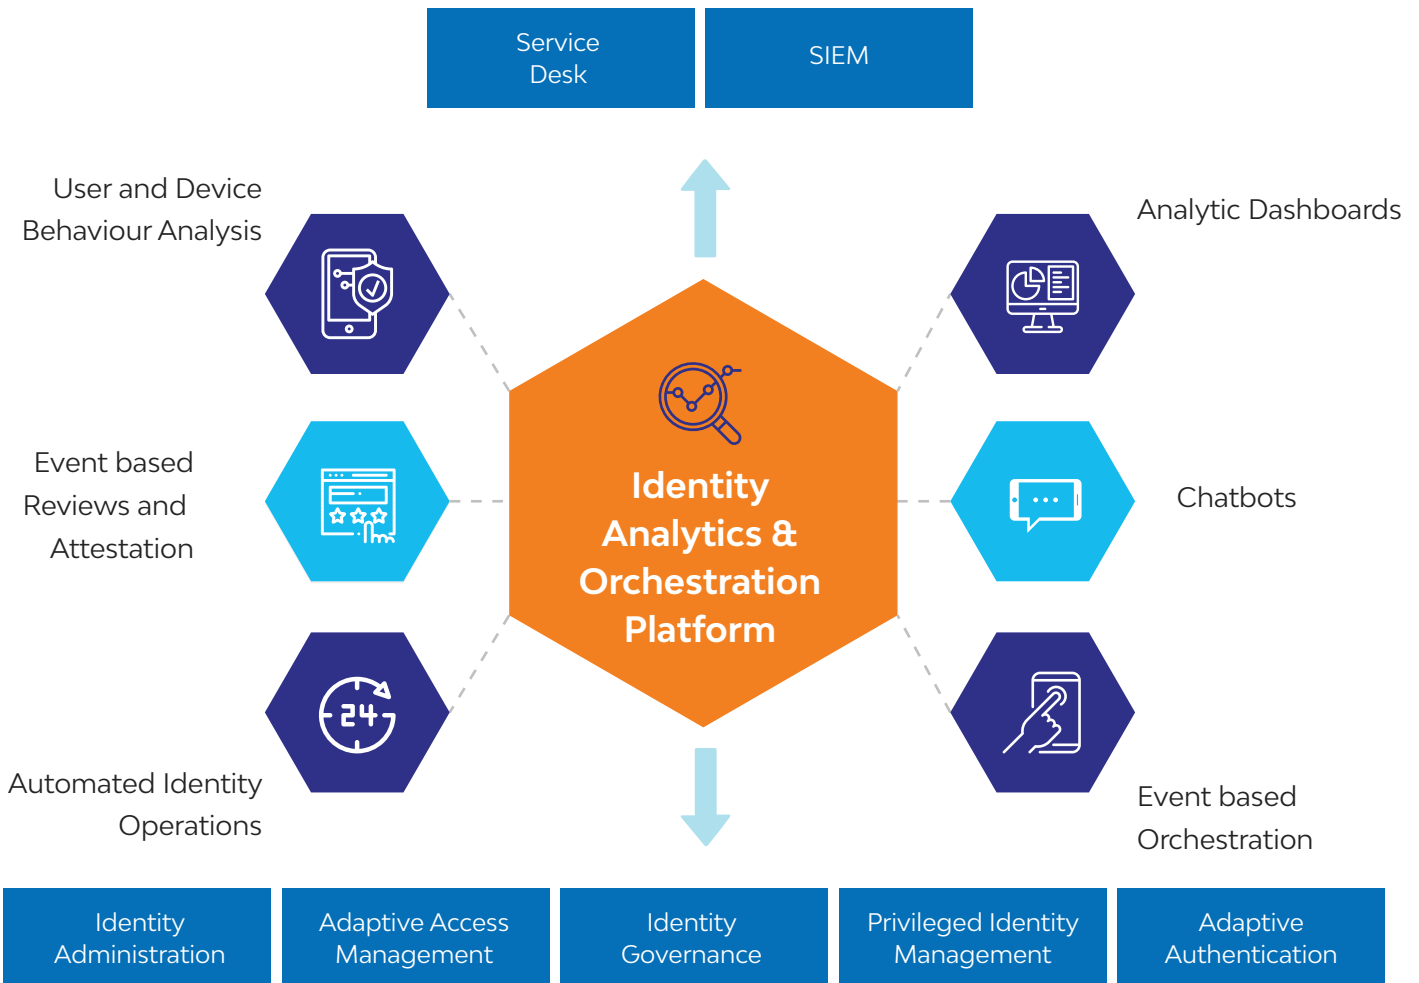 Service
Desk
SIEM
User and Device
Behaviour Analysis
Analytic Dashboards
Event based
Reviews and
Attestation
Identity
Analytics &
Orchestration
Platform
Chatbots
24
Automated Identity
Operations
Event based
Orchestration
Identity
Administration
Adaptive Access
Management
Identity
Governance
Privileged Identity
Management
Adaptive
Authentication